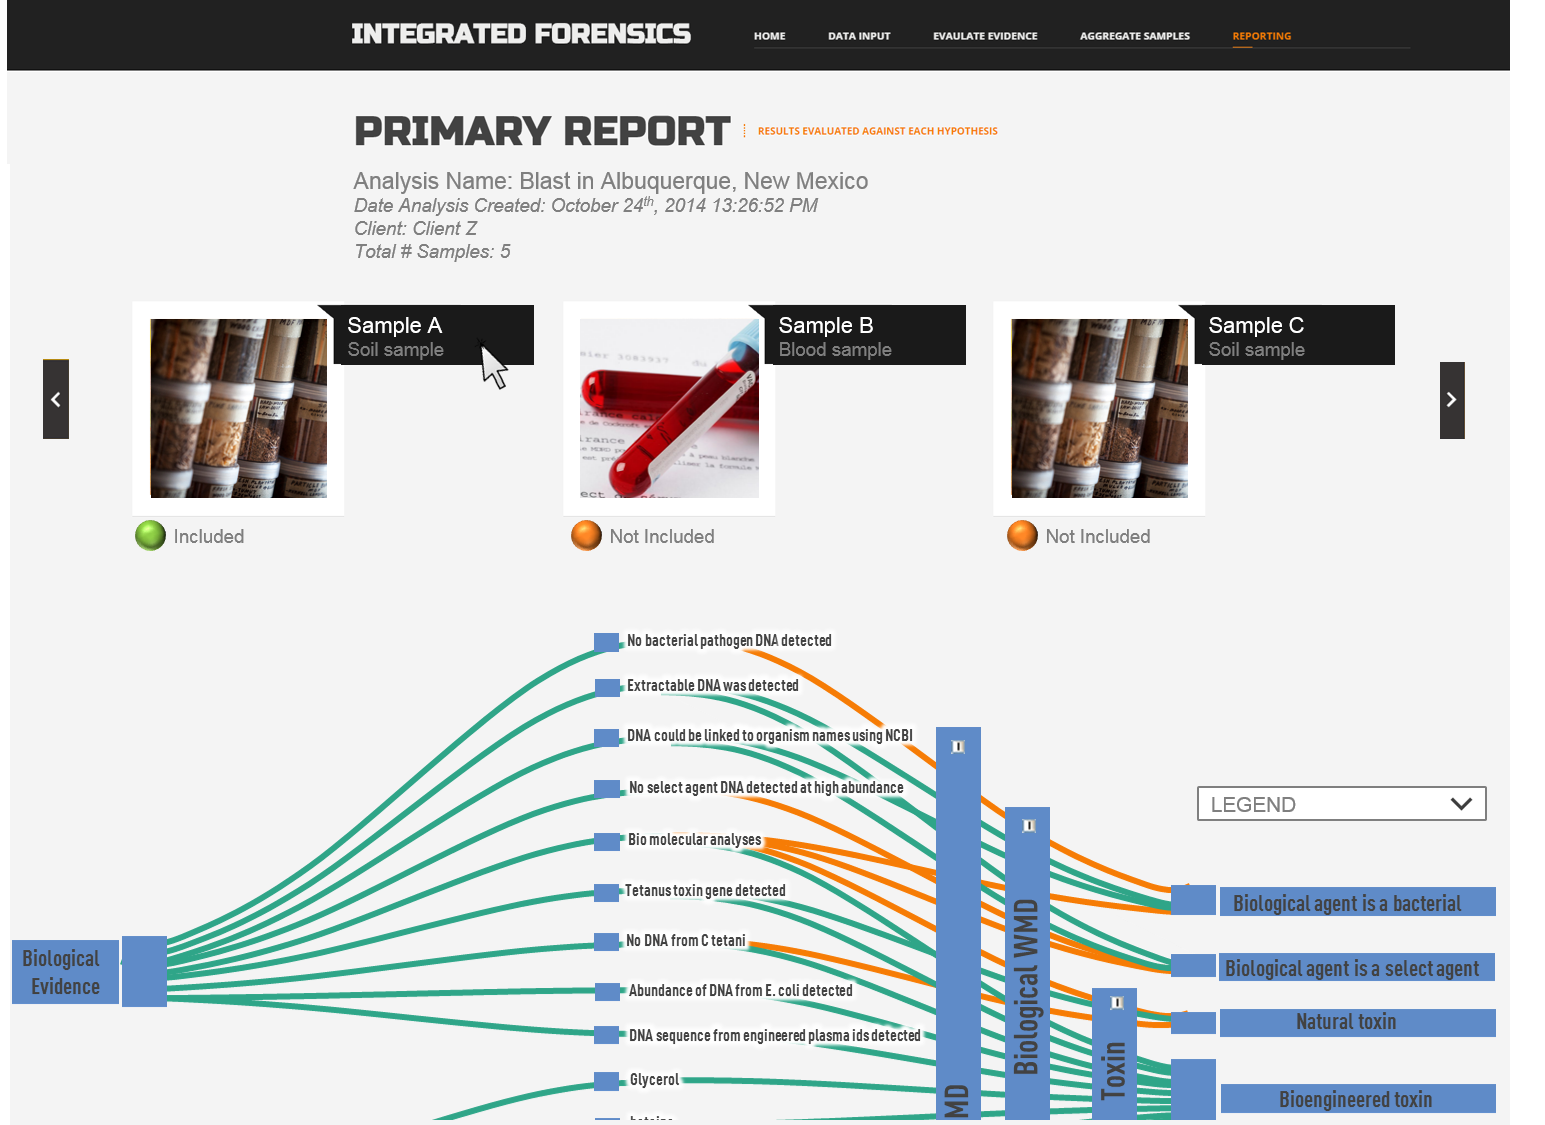 INTEGRATED FORENSICS
HOME DATA INPUT EVAULATE EVIDENCE AGGREGATE SAMPLES REPORTING
PRIMARY REPORT RESULTS EVALUATED AGAINST EACH HYPOTHESIS
Analysis Name: Blast in Albuquerque, New Mexico
Date Analysis Created: October 24th, 2014 13:26:52 PM
Client: Client Z
Total # Samples: 5
Sample A
Soil sample
Sample B
Blood sample
Sample C
Soil sample
Included
Not Included
Not Included
No bacterial pathogen DNA detected
Extractable DNA was detected
DNA could be linked to organism names using NCBI
No select agent DNA detected at high abundance
Bio molecular analyses
Tetanus toxin gene detected
No DNA from C tetani
Abundance of DNA from E. coli detected
DNA sequence from engineered plasma ids detected
Glycerol
Biological
Evidence
MD
Biological WMD
Toxin
LEGEND
Biological agent is a bacterial
Biological agent is a select agent
Natural toxin
Bioengineered toxin